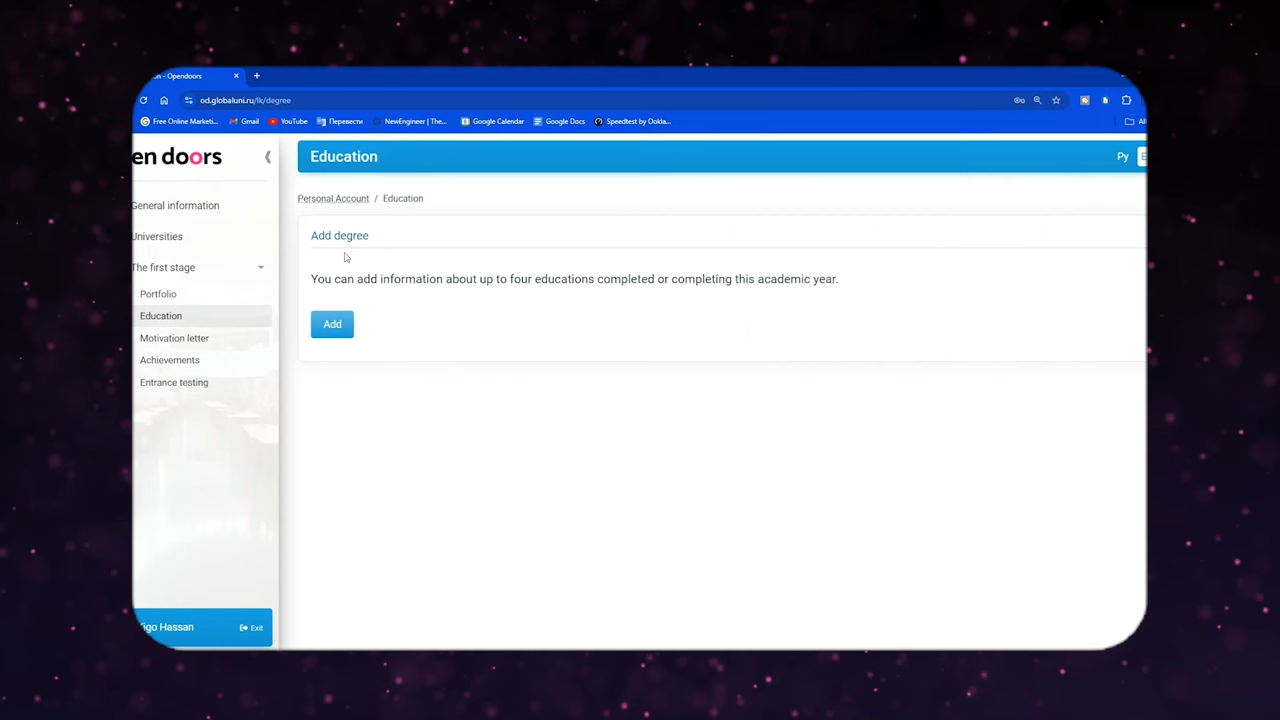 on - Opendoors
od.globaluni.ru/lk/degree
Free Online Marketi... Gmail YouTube Перевести NewEngineer | The... Google Calendar Google Docs Speedtest by Ookla... All
en doors
Education
Ру
Personal Account / Education
General information
Universities
The first stage
Portfolio
Education
Motivation letter
Achievements
Entrance testing
Add degree
You can add information about up to four educations completed or completing this academic year.
Add
igo Hassan
Exit